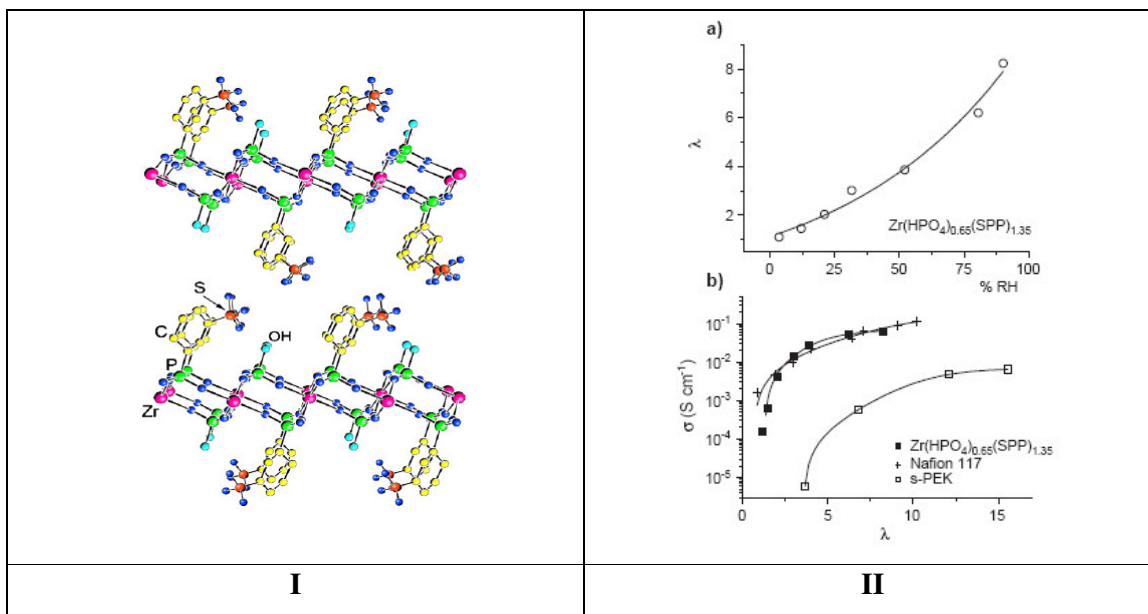 S
C
OH
P
Zr
I
a)
λ
8
6
4
2
Zr(HPO₄)₀.₆₅(SPP)₁.₃₅
0 25 50 75 100
% RH
b)
σ (S cm⁻¹)
10⁻¹
10⁻²
10⁻³
10⁻⁴
10⁻⁵
■ Zr(HPO₄)₀.₆₅(SPP)₁.₃₅
+ Nafion 117
□ s-PEK
0 5 10 15
λ
II